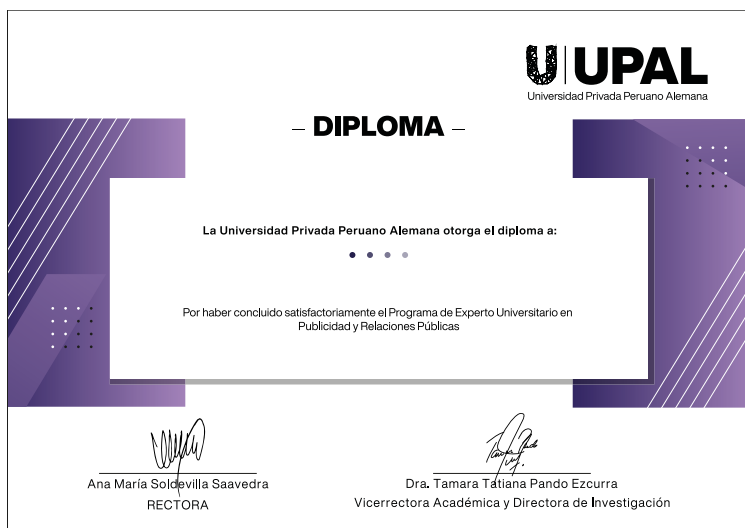 UPAL
Universidad Privada Peruano Alemana
– DIPLOMA –
La Universidad Privada Peruano Alemana otorga el diploma a:
Por haber concluido satisfactoriamente el Programa de Experto Universitario en
Publicidad y Relaciones Públicas
Ana María Soldevilla Saavedra
RECTORA
Dra. Tamara Tatiana Pando Ezcurra
Vicerrectora Académica y Directora de Investigación